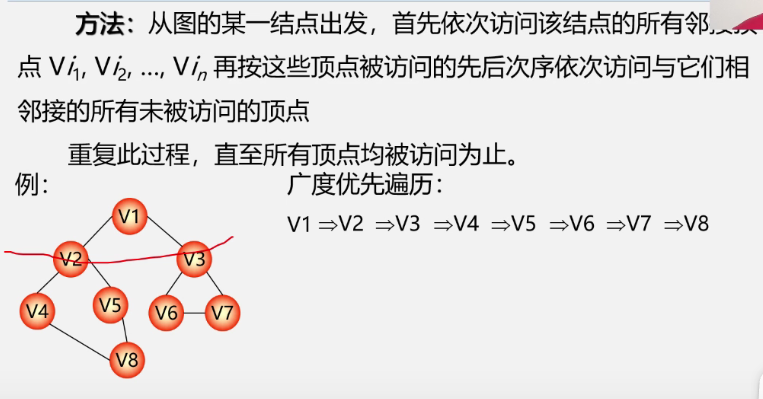 方法：从图的某一结点出发，首先依次访问该结点的所有邻接顶
点 Vi₁, Vi₂, …, Viₙ 再按这些顶点被访问的先后次序依次访问与它们相
邻接的所有未被访问的顶点
重复此过程，直至所有顶点均被访问为止。
例：
广度优先遍历：
V1 ⇒V2 ⇒V3 ⇒V4 ⇒V5 ⇒V6 ⇒V7 ⇒V8
V1
V2 V3
V4 V5 V6 V7
V8